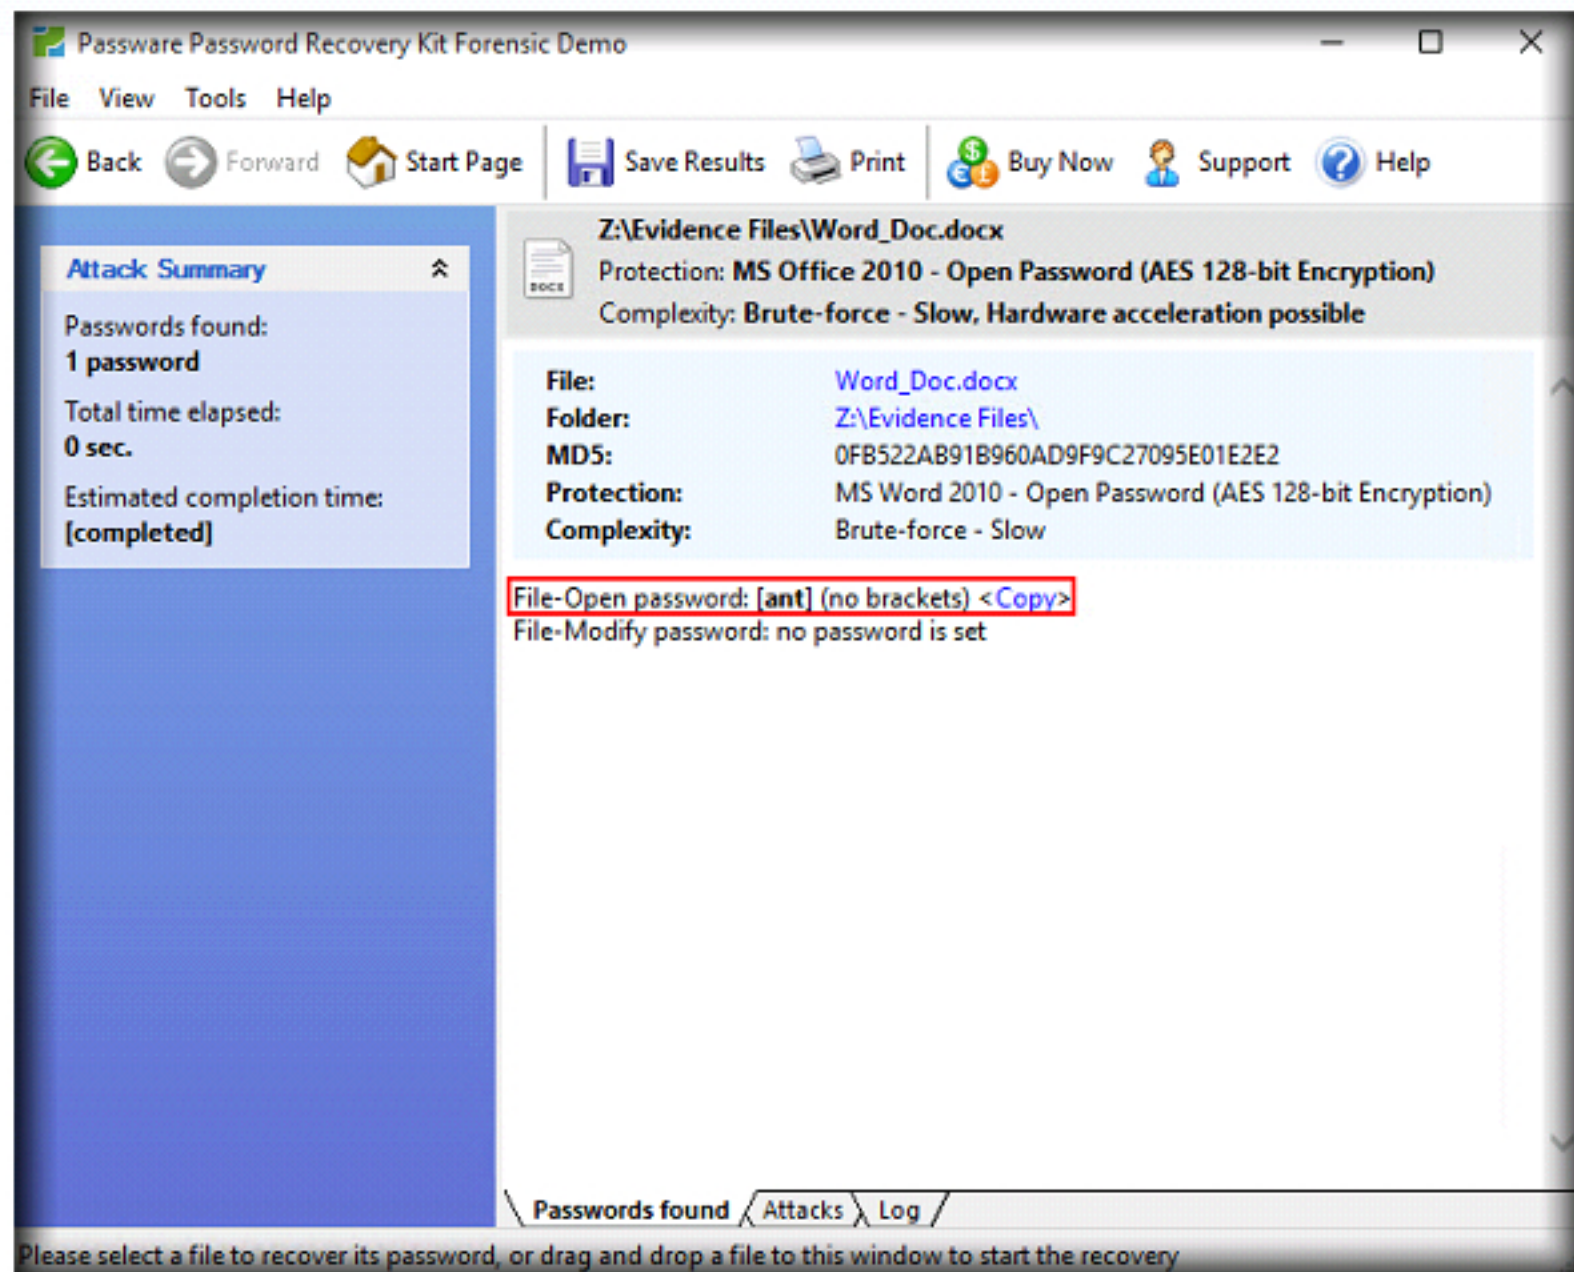 Passware Password Recovery Kit Forensic Demo
File View Tools Help
Back Forward Start Page Save Results Print Buy Now Support Help
Attack Summary
Passwords found:
1 password
Total time elapsed:
0 sec.
Estimated completion time:
[completed]
Z:\Evidence Files\Word_Doc.docx
Protection: MS Office 2010 - Open Password (AES 128-bit Encryption)
Complexity: Brute-force - Slow, Hardware acceleration possible
DOCX
File: Word_Doc.docx
Folder: Z:\Evidence Files\
MD5: 0FB522AB91B960AD9F9C27095E01E2E2
Protection: MS Word 2010 - Open Password (AES 128-bit Encryption)
Complexity: Brute-force - Slow
File-Open password: [ant] (no brackets) <Copy>
File-Modify password: no password is set
Passwords found Attacks Log
Please select a file to recover its password, or drag and drop a file to this window to start the recovery